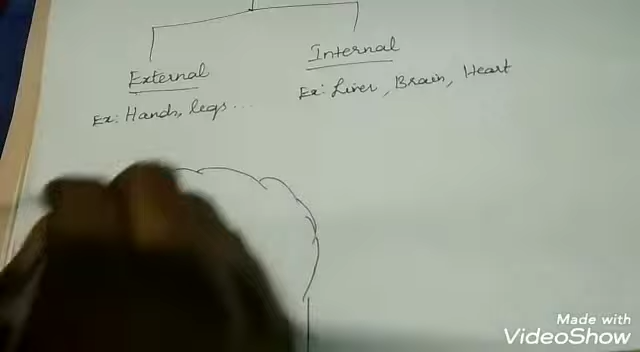 External
Internal
Ex: Hands, legs...
Ex: Liver, Brain, Heart
Made with
VideoShow